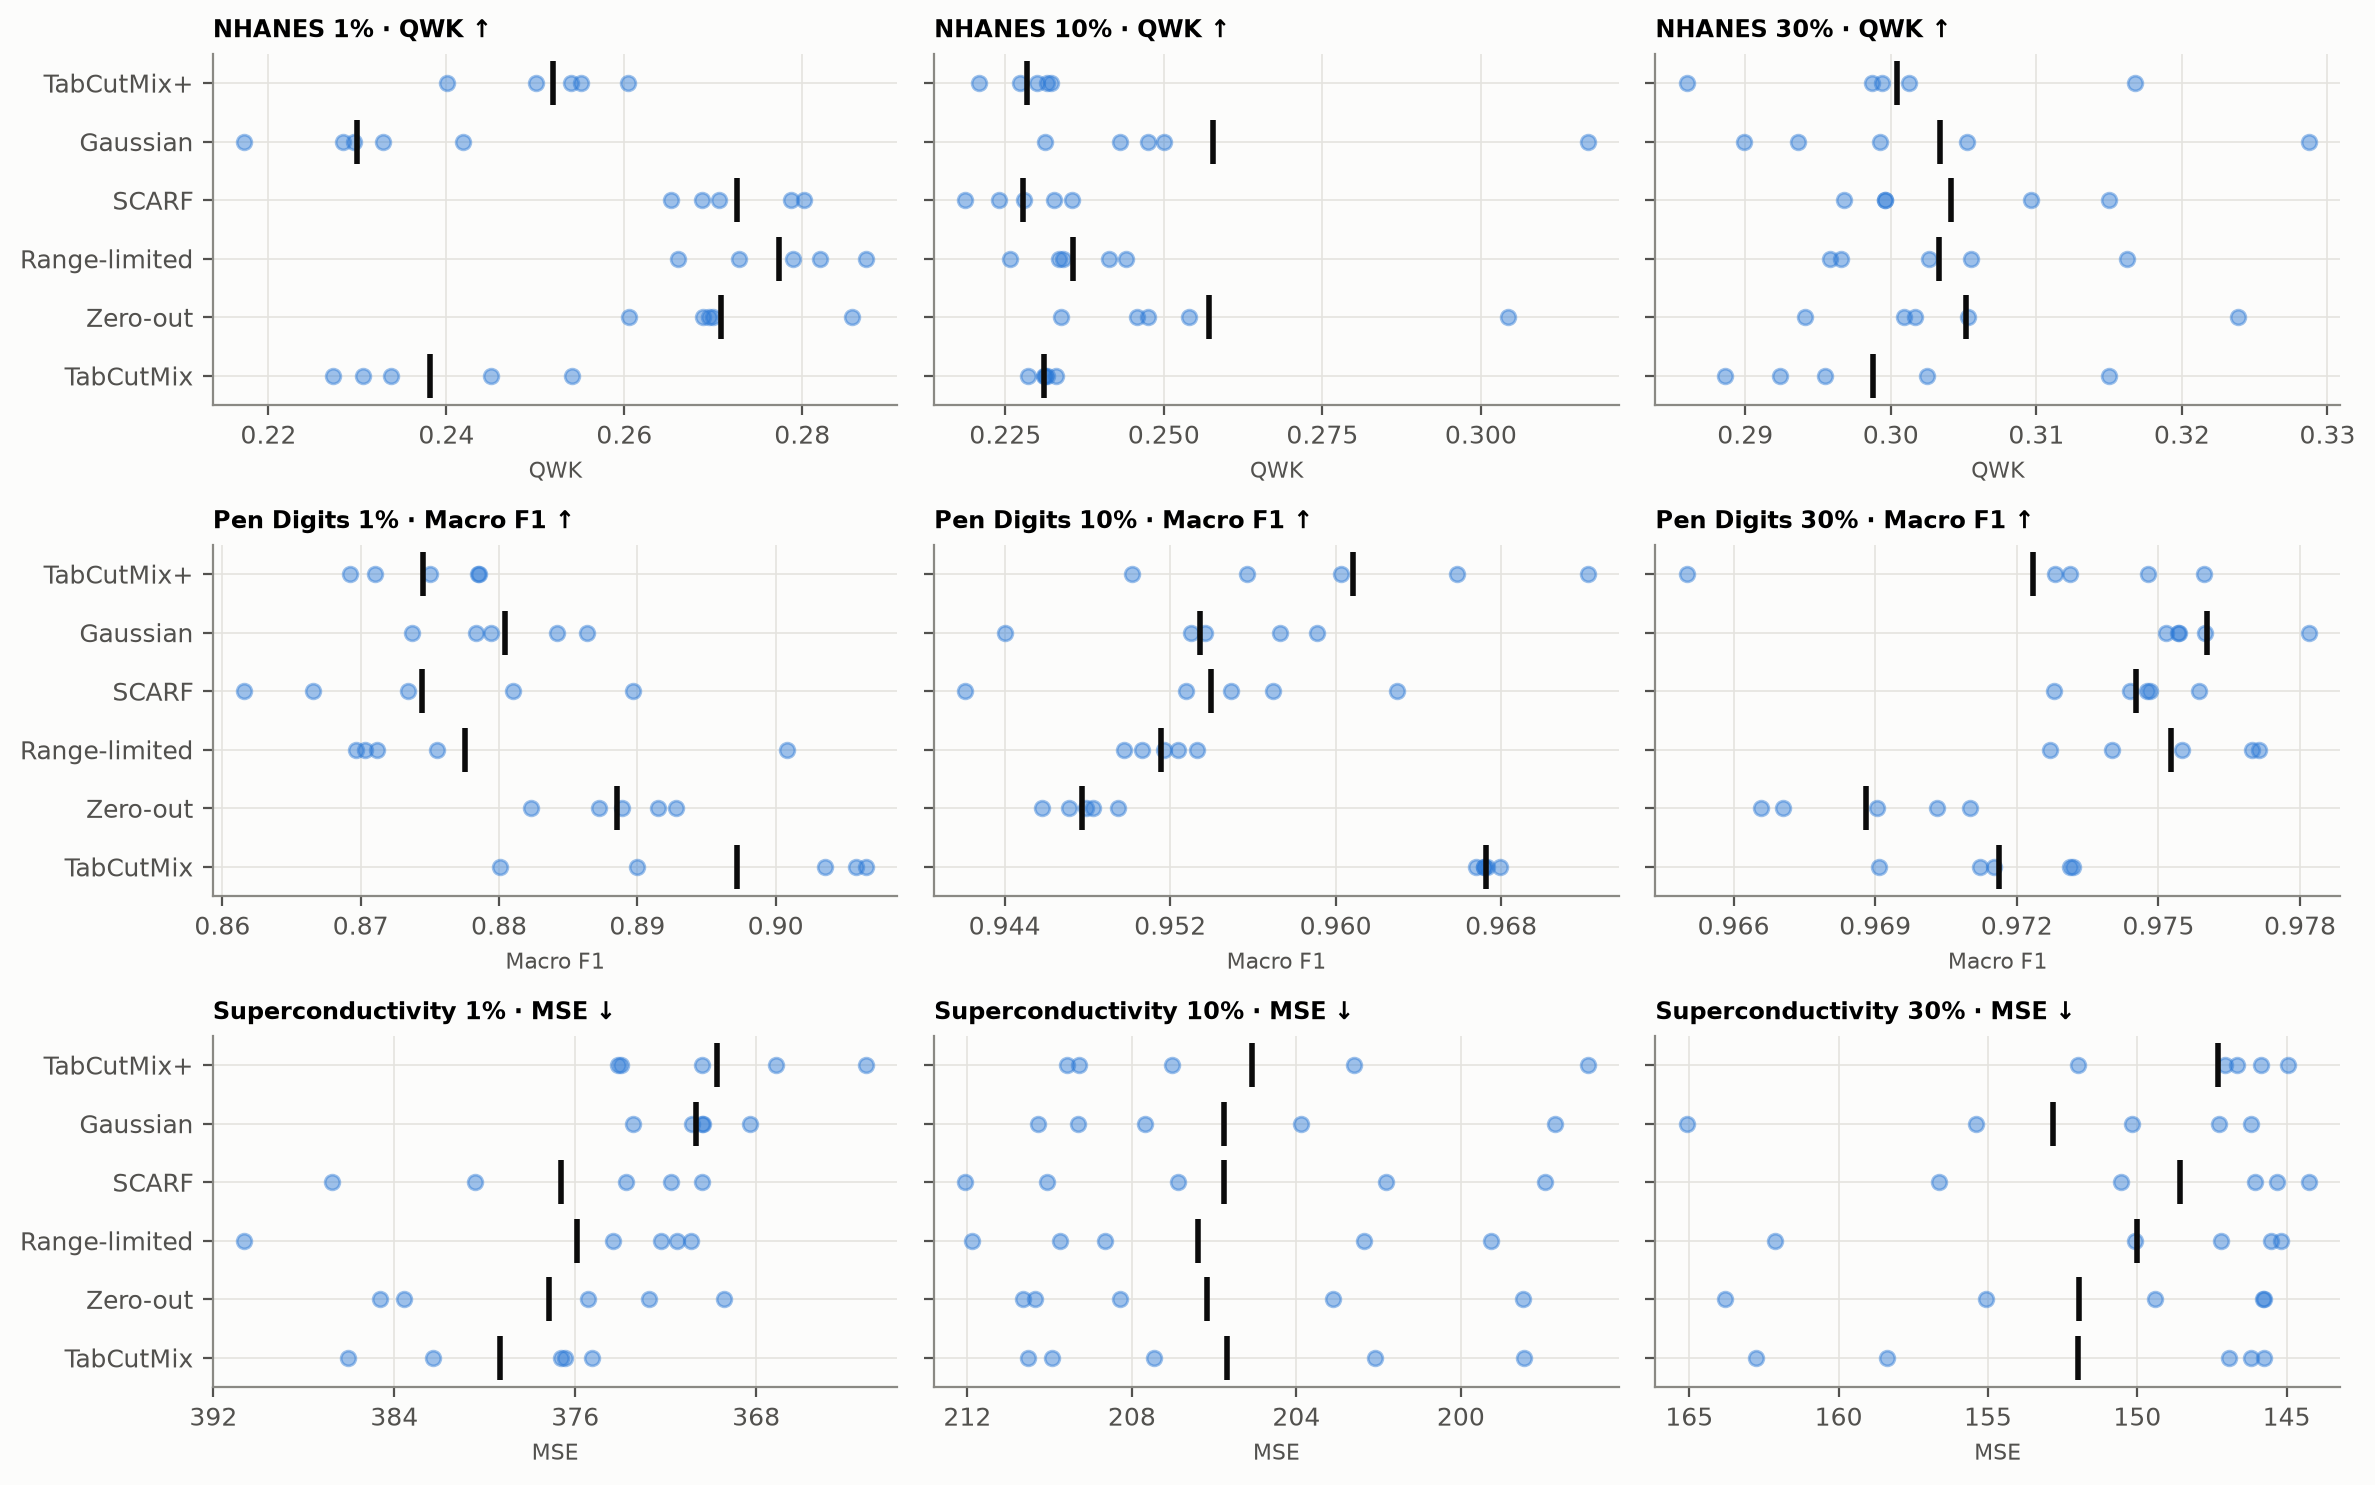 NHANES 1% · QWK ↑
NHANES 10% · QWK ↑
NHANES 30% · QWK ↑
TabCutMix+
Gaussian
SCARF
Range-limited
Zero-out
TabCutMix
0.22 0.24 0.26 0.28
0.225 0.250 0.275 0.300
0.29 0.30 0.31 0.32 0.33
QWK
QWK
QWK
Pen Digits 1% · Macro F1 ↑
Pen Digits 10% · Macro F1 ↑
Pen Digits 30% · Macro F1 ↑
TabCutMix+
Gaussian
SCARF
Range-limited
Zero-out
TabCutMix
0.86 0.87 0.88 0.89 0.90
0.944 0.952 0.960 0.968
0.966 0.969 0.972 0.975 0.978
Macro F1
Macro F1
Macro F1
Superconductivity 1% · MSE ↓
Superconductivity 10% · MSE ↓
Superconductivity 30% · MSE ↓
TabCutMix+
Gaussian
SCARF
Range-limited
Zero-out
TabCutMix
392 384 376 368
212 208 204 200
165 160 155 150 145
MSE
MSE
MSE